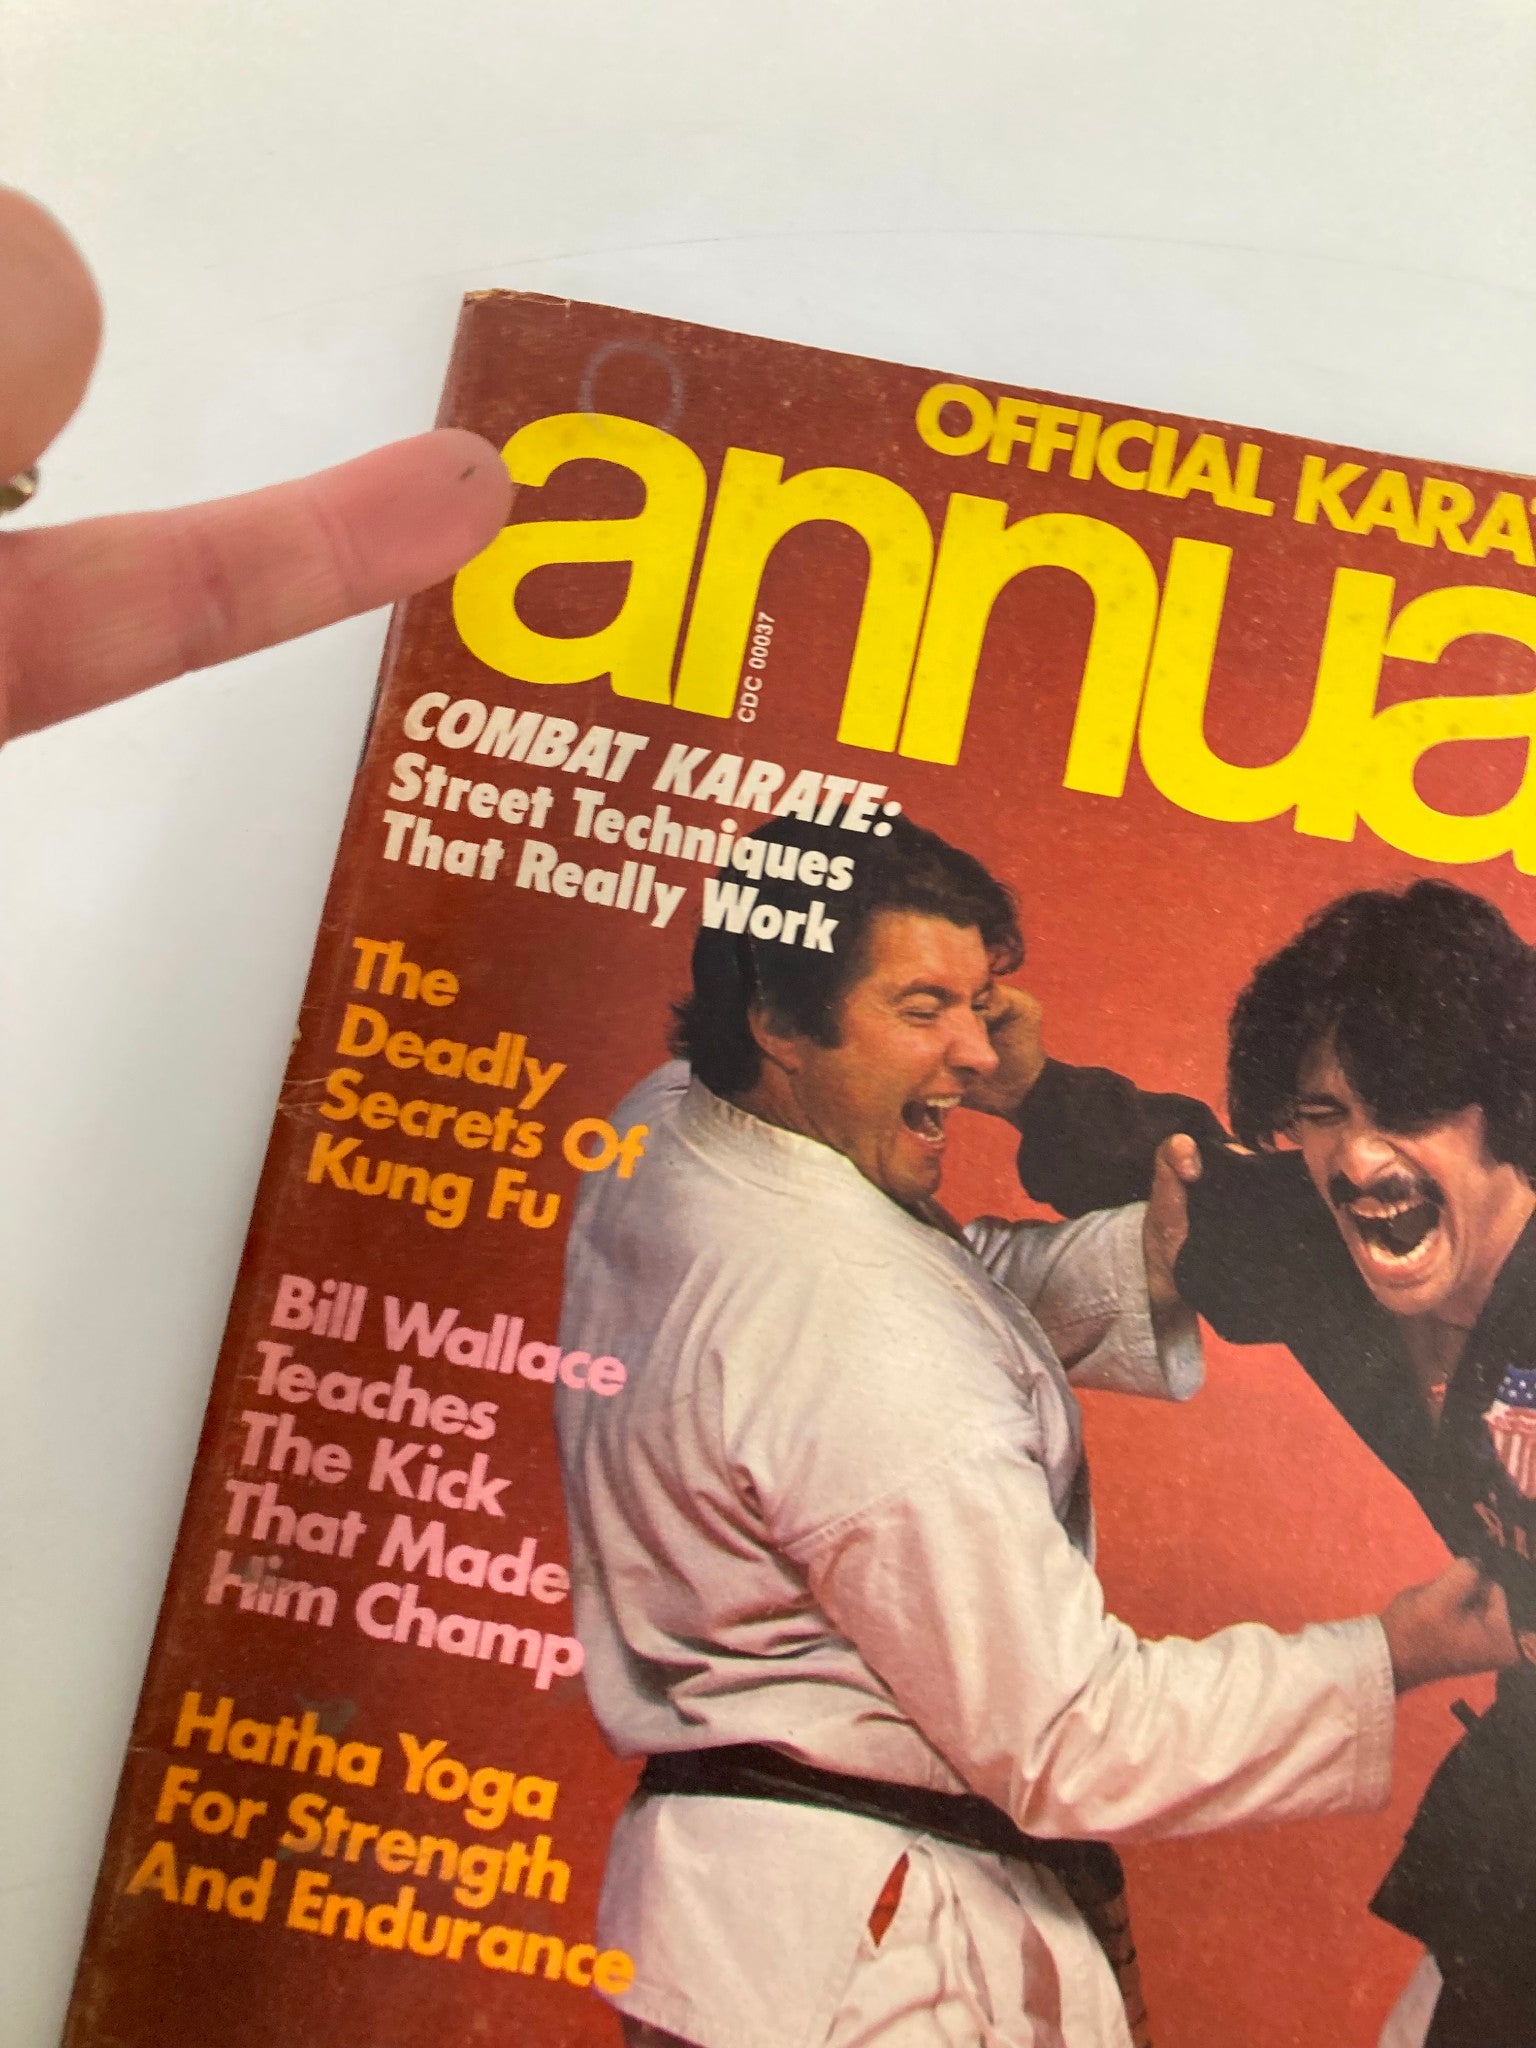 OFFICIAL KARA
annua
CDC 00037
COMBAT KARATE:
Street Techniques
That Really Work
The
Deadly
Secrets Of
Kung Fu
Bill Wallace
Teaches
The Kick
That Made
Him Champ
Hatha Yoga
For Strength
And Endurance